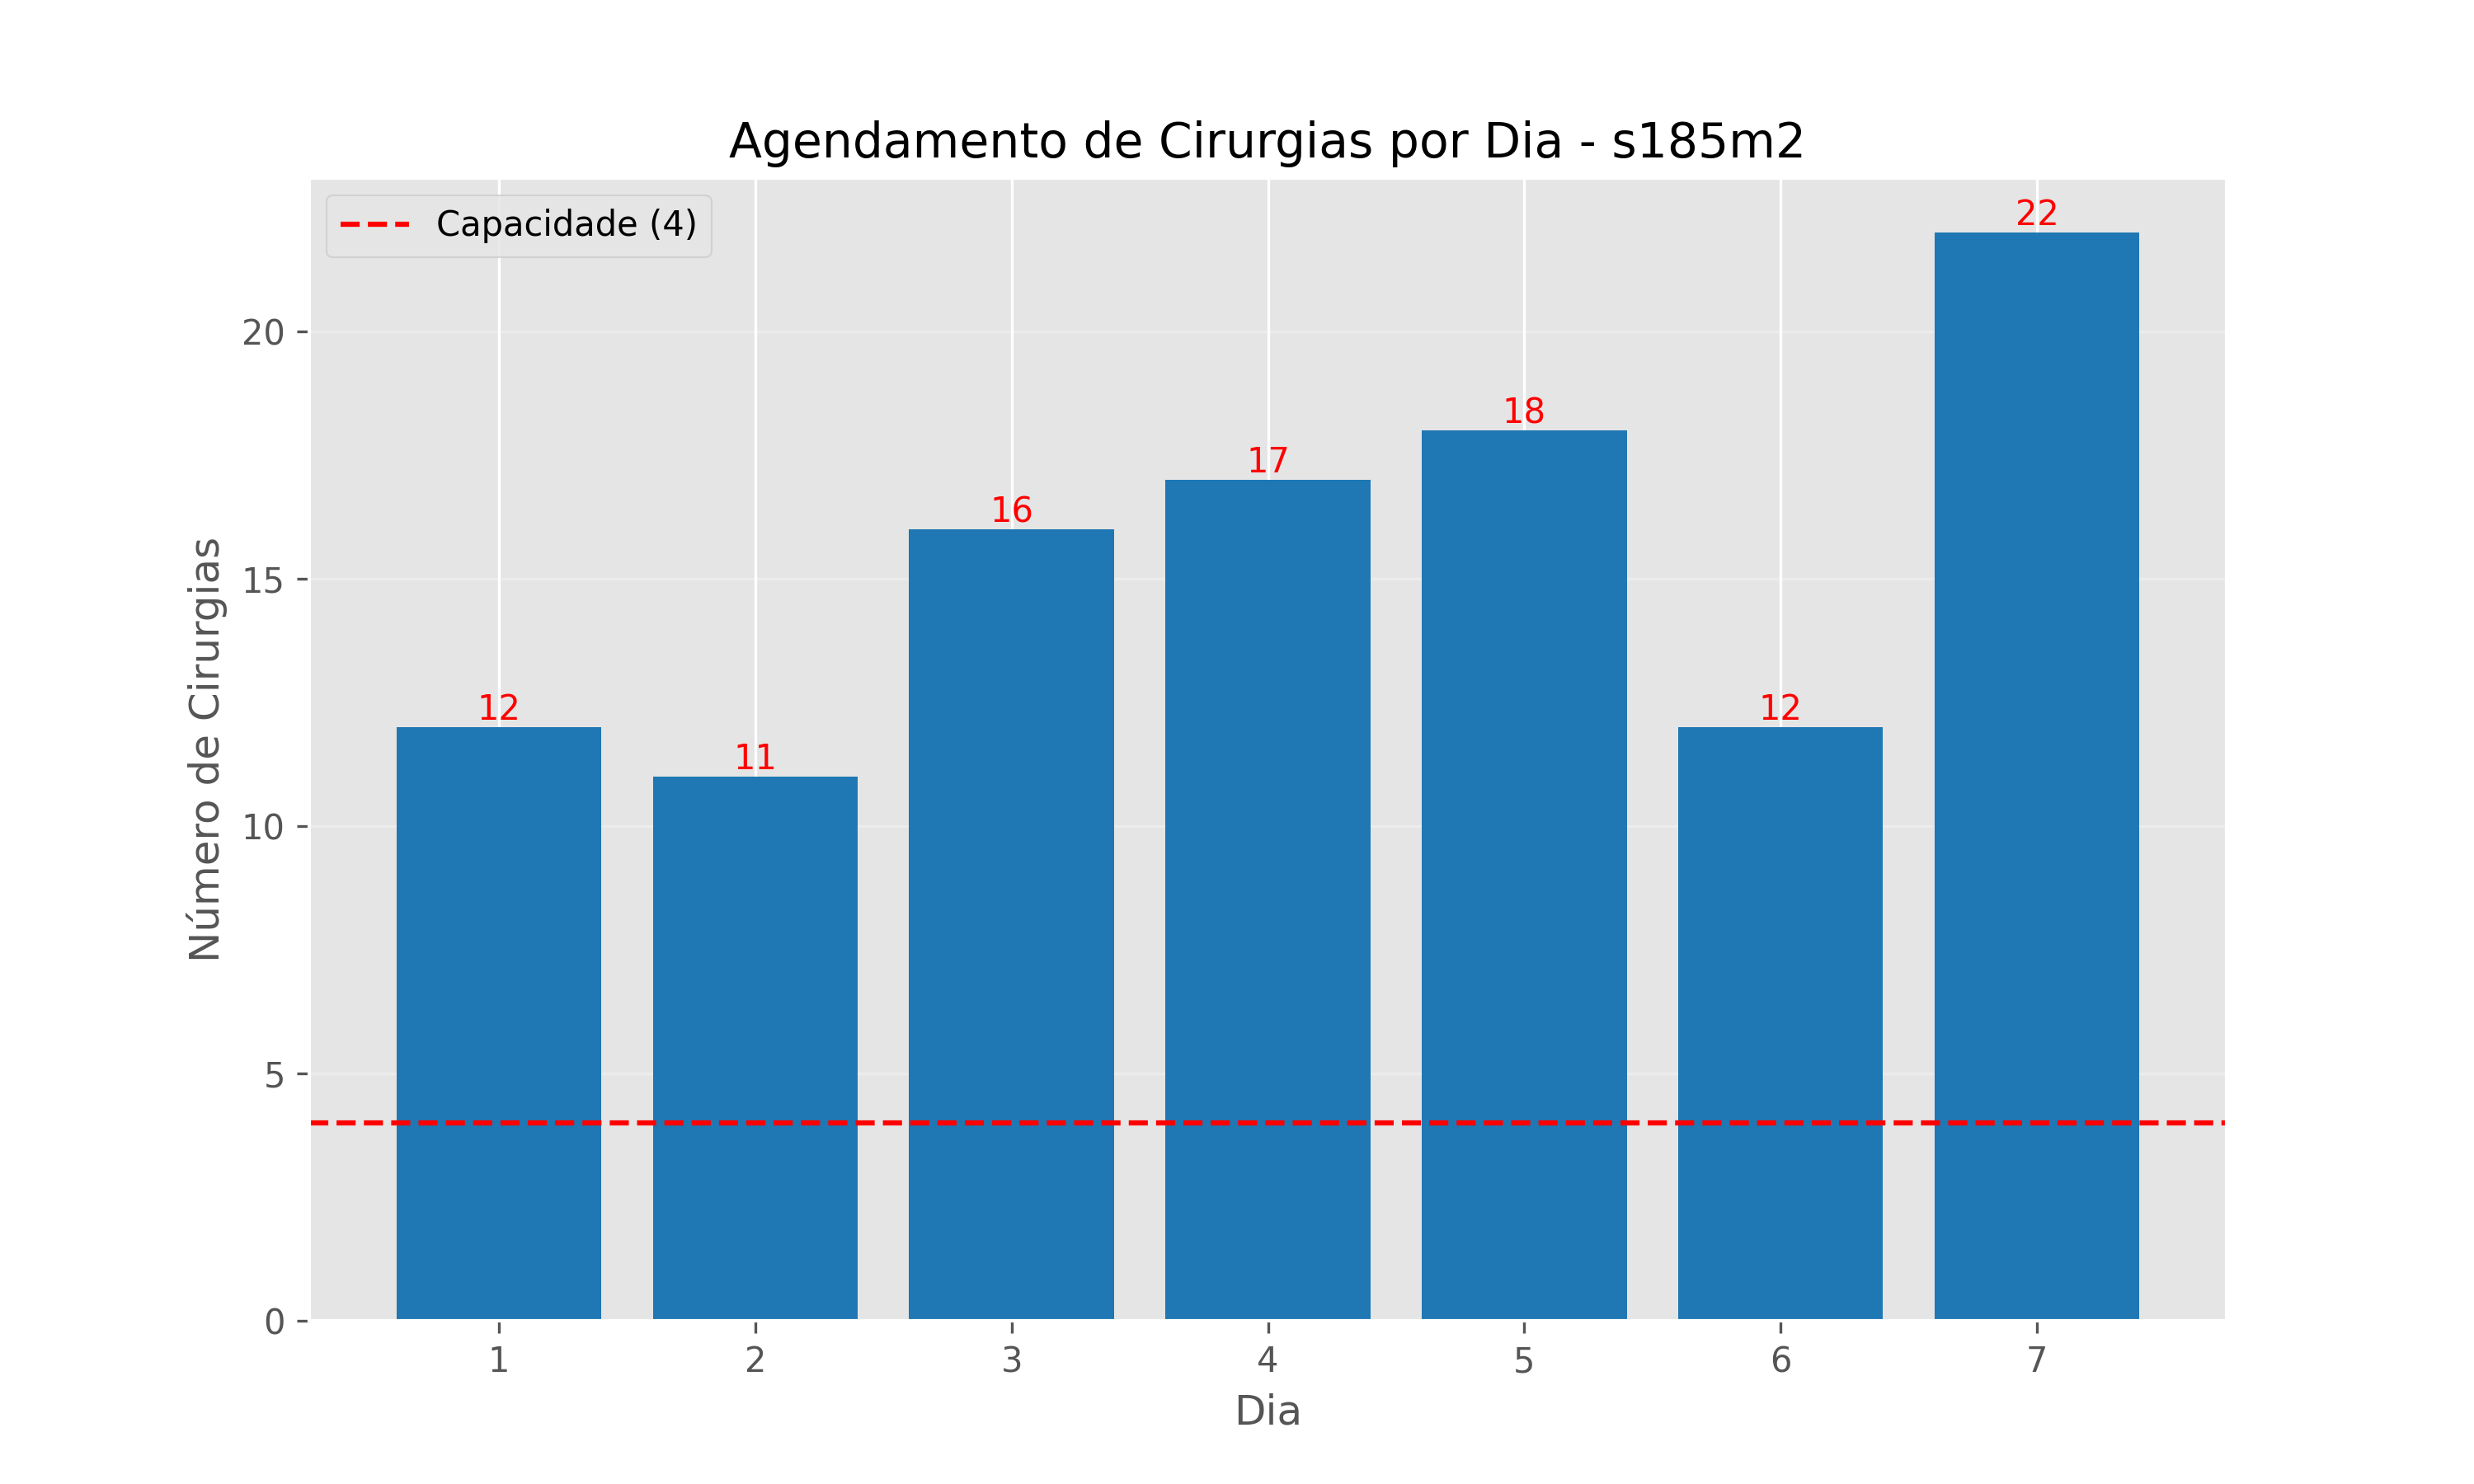 Agendamento de Cirurgias por Dia - s185m2
Capacidade (4)
Número de Cirurgias
20
15
10
5
0
12
11
16
17
18
12
22
1 2 3 4 5 6 7
Dia